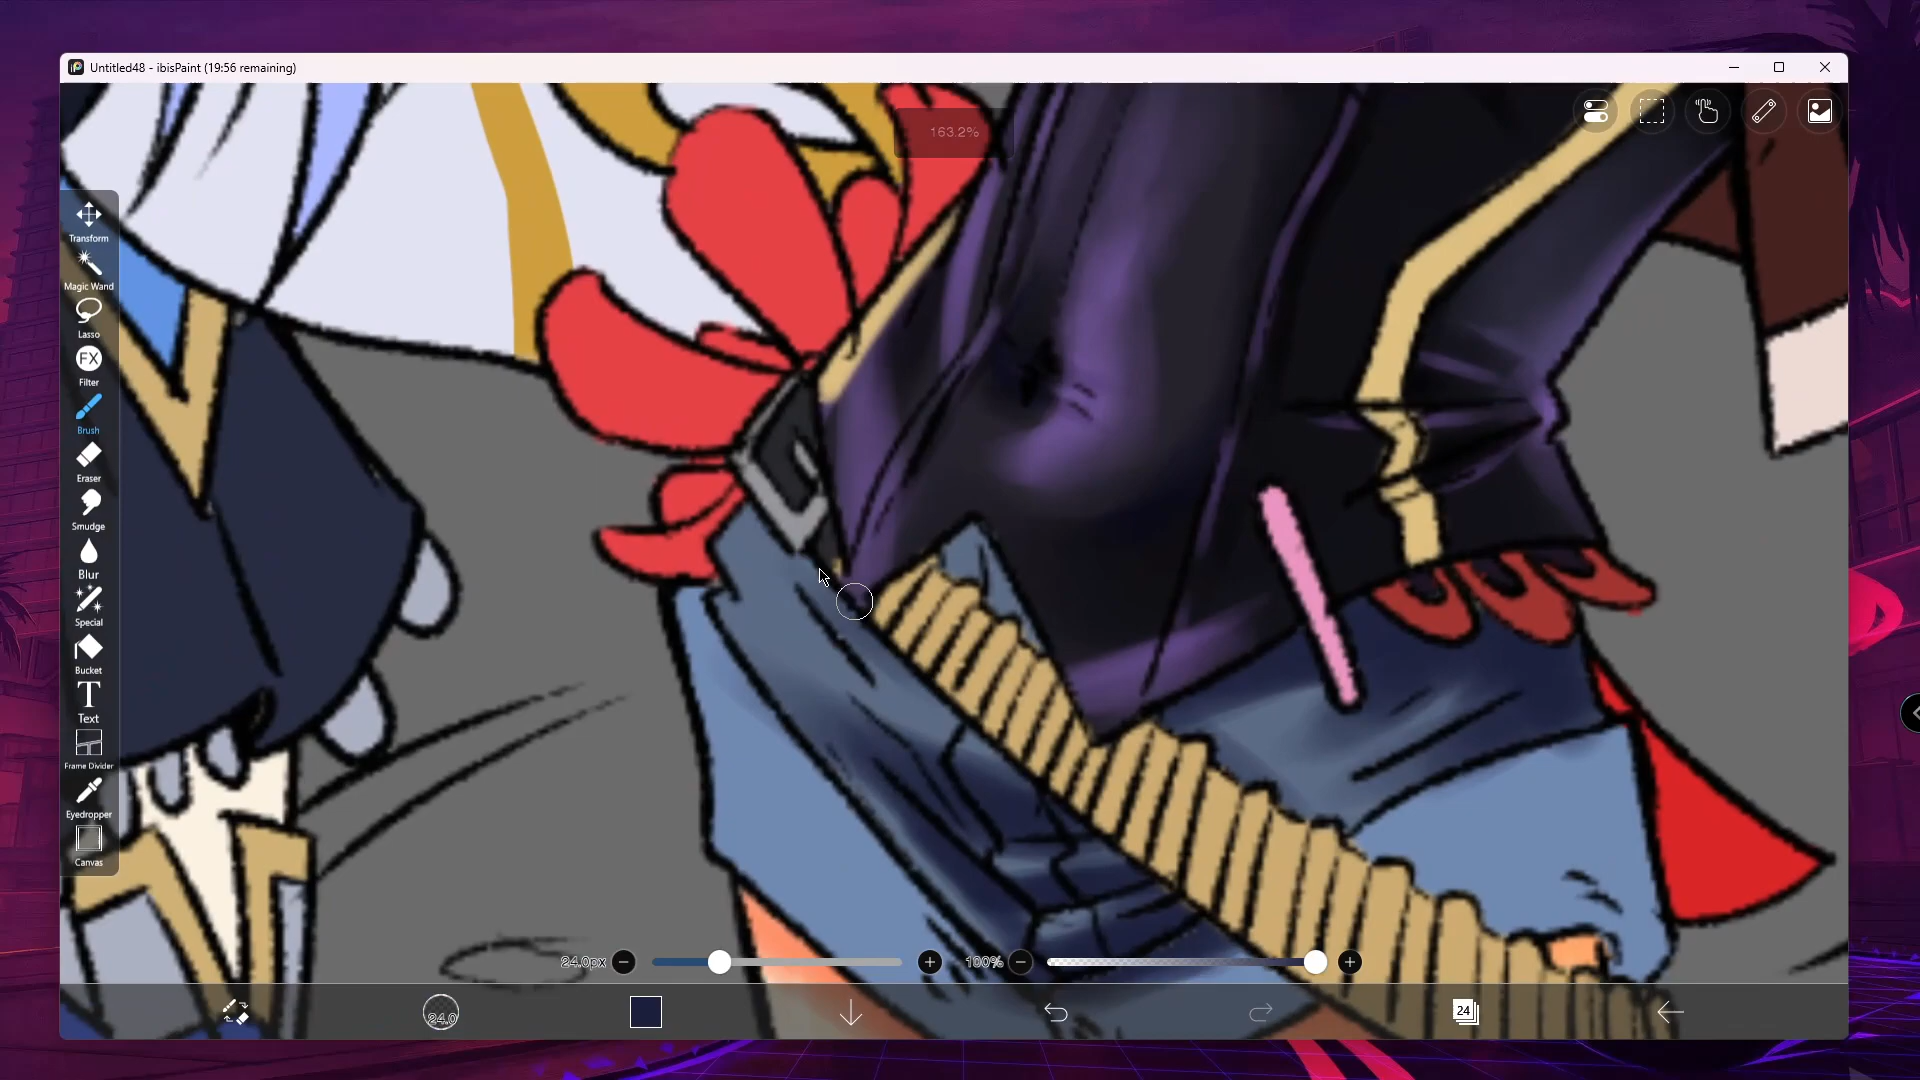 Untitled48 - ibisPaint (19:56 remaining)
163.2%
Transform
Magic Wand
Lasso
FX
Filter
Brush
Eraser
Smudge
Blur
Special
Bucket
T
Text
Frame Divider
Eyedropper
Canvas
24.0px
100%
24.0
24